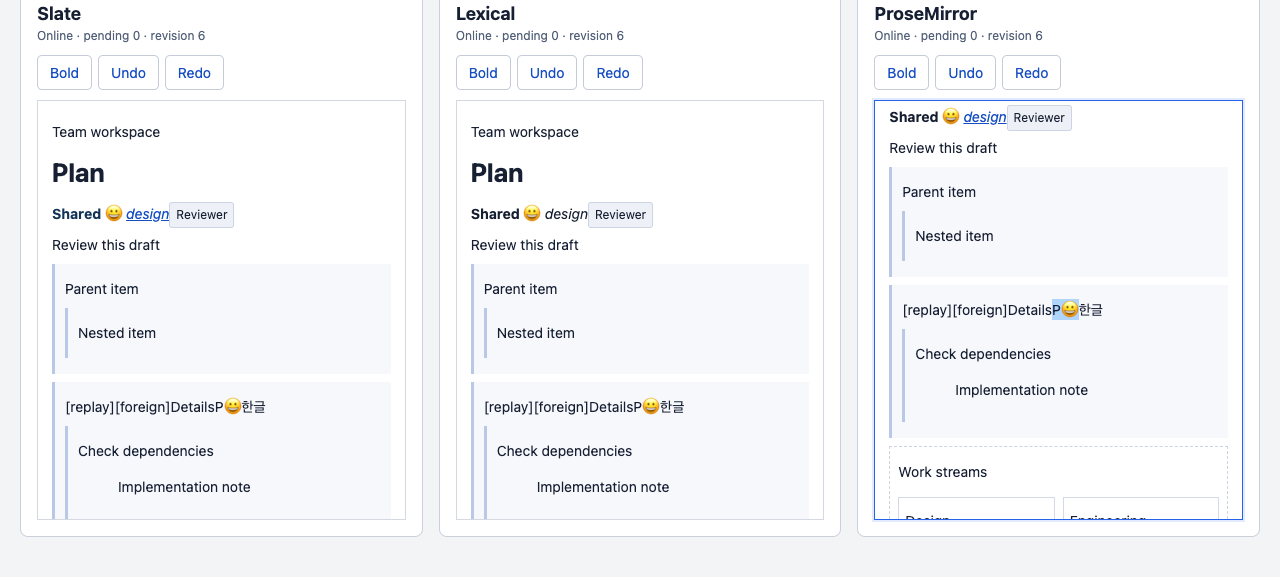 Slate
Online · pending 0 · revision 6
Bold Undo Redo
Team workspace
Plan
Shared 😀 design Reviewer
Review this draft
Parent item
Nested item
[replay][foreign]DetailsP😀한글
Check dependencies
Implementation note
Lexical
Online · pending 0 · revision 6
Bold Undo Redo
Team workspace
Plan
Shared 😀 design Reviewer
Review this draft
Parent item
Nested item
[replay][foreign]DetailsP😀한글
Check dependencies
Implementation note
ProseMirror
Online · pending 0 · revision 6
Bold Undo Redo
Shared 😀 design Reviewer
Review this draft
Parent item
Nested item
[replay][foreign]DetailsP😀한글
Check dependencies
Implementation note
Work streams
Design Engineering